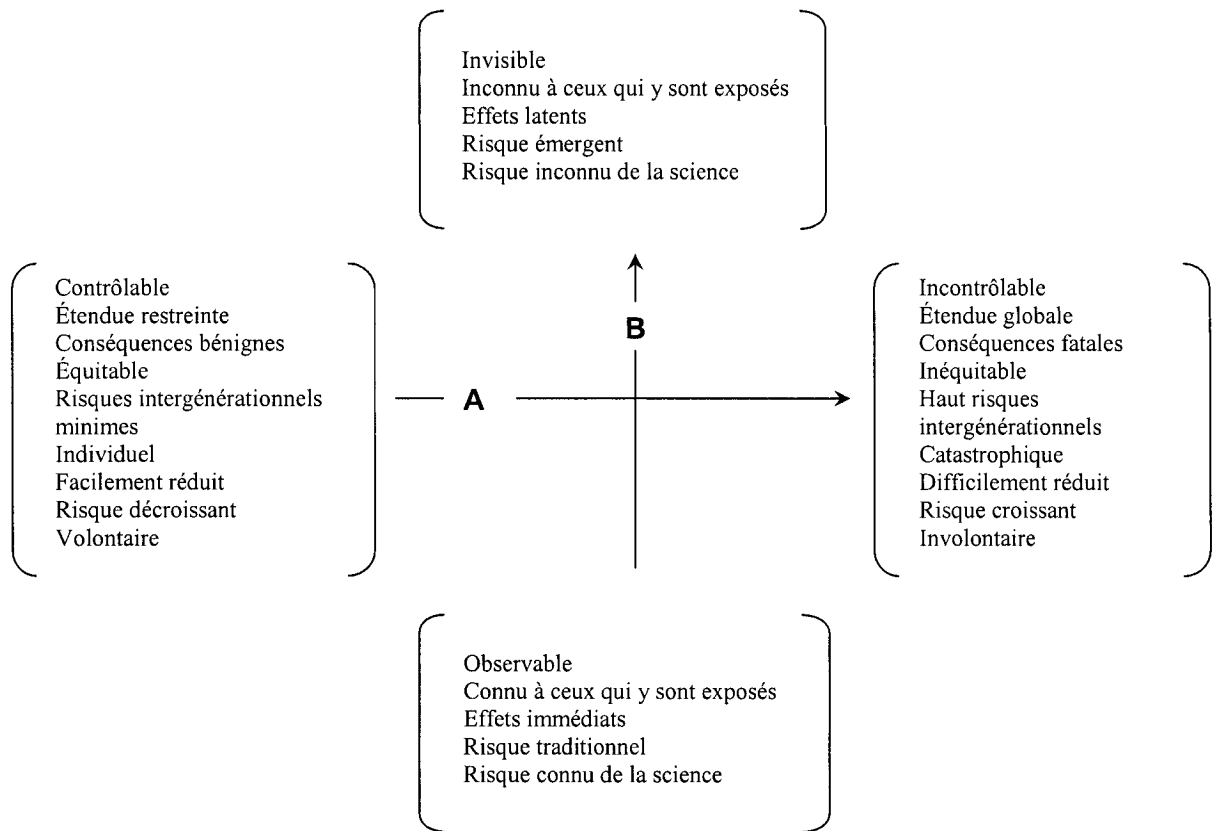 Invisible
Inconnu à ceux qui y sont exposés
Effets latents
Risque émergent
Risque inconnu de la science
Contrôlable
Étendue restreinte
Conséquences bénignes
Équitable
Risques intergénérationnels
minimes
Individuel
Facilement réduit
Risque décroissant
Volontaire
A
B
Incontrôlable
Étendue globale
Conséquences fatales
Inéquitable
Haut risques
intergénérationnels
Catastrophique
Difficilement réduit
Risque croissant
Involontaire
Observable
Connu à ceux qui y sont exposés
Effets immédiats
Risque traditionnel
Risque connu de la science